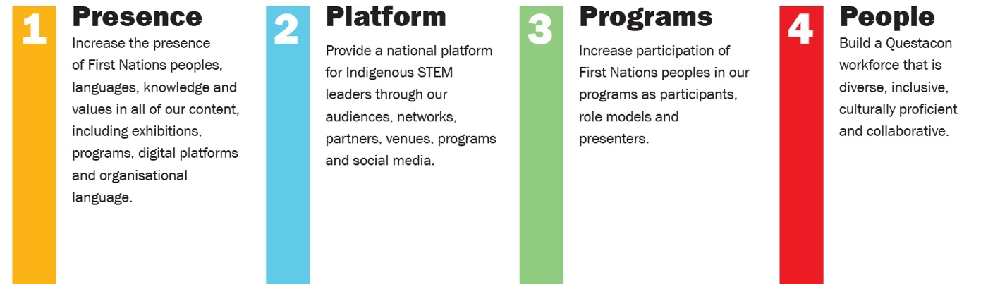 1
Presence
Increase the presence
of First Nations peoples,
languages, knowledge and
values in all of our content,
including exhibitions,
programs, digital platforms
and organisational
language.
2
Platform
Provide a national platform
for Indigenous STEM
leaders through our
audiences, networks,
partners, venues, programs
and social media.
3
Programs
Increase participation of
First Nations peoples in our
programs as participants,
role models and
presenters.
4
People
Build a Questacon
workforce that is
diverse, inclusive,
culturally proficient
and collaborative.